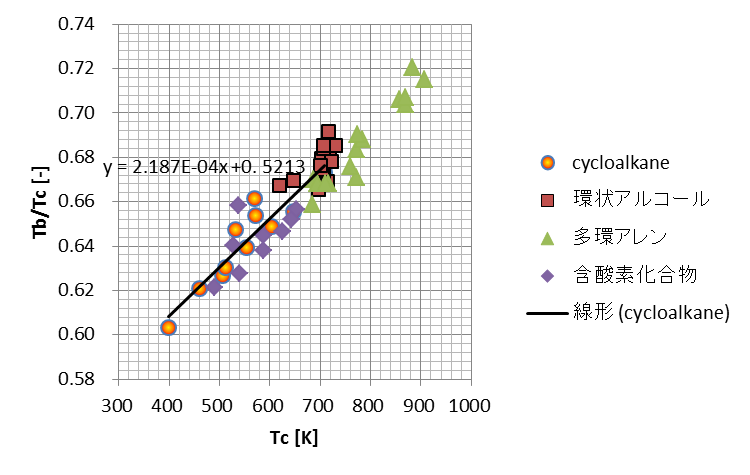 0.74
0.72
0.70
0.68
0.66
0.64
0.62
0.60
0.58
Tb/Tc [-]
y = 2.187E-04x+0.5213
300 400 500 600 700 800 900 1000
Tc [K]
cycloalkane
環状アルコール
多環アレン
含酸素化合物
線形 (cycloalkane)